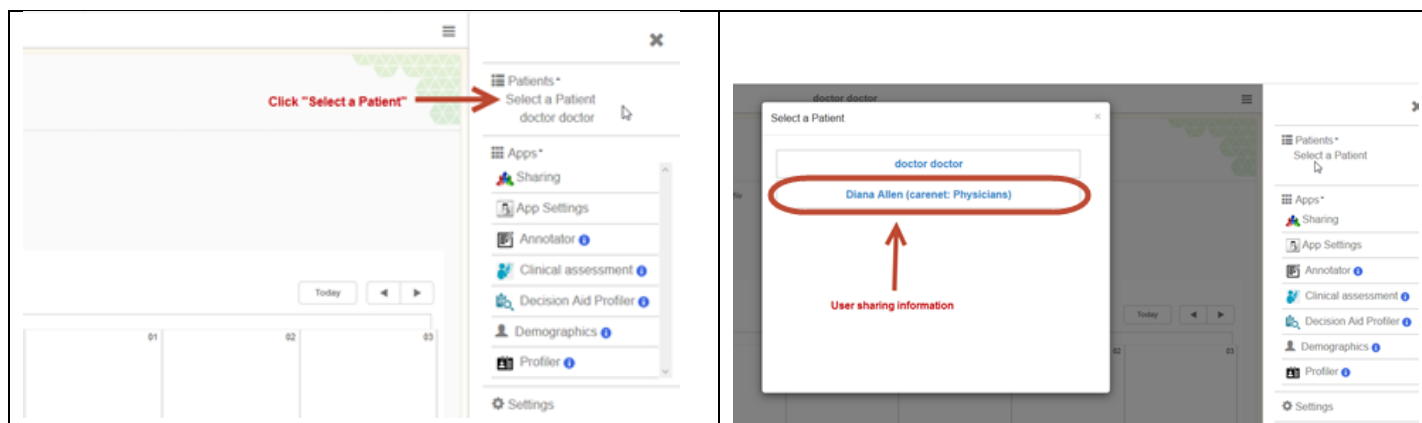 Patients
Click "Select a Patient"
Select a Patient
doctor doctor
Apps
Sharing
App Settings
Annotator
Clinical assessment
Decision Aid Profiler
Today
Demographics
01 02 03
Profiler
Settings
doctor doctor
Select a Patient
doctor doctor
Diana Allen (carenet: Physicians)
User sharing information
Today
02 03
Patients
Select a Patient
Apps
Sharing
App Settings
Annotator
Clinical assessment
Decision Aid Profiler
Demographics
Profiler
Settings